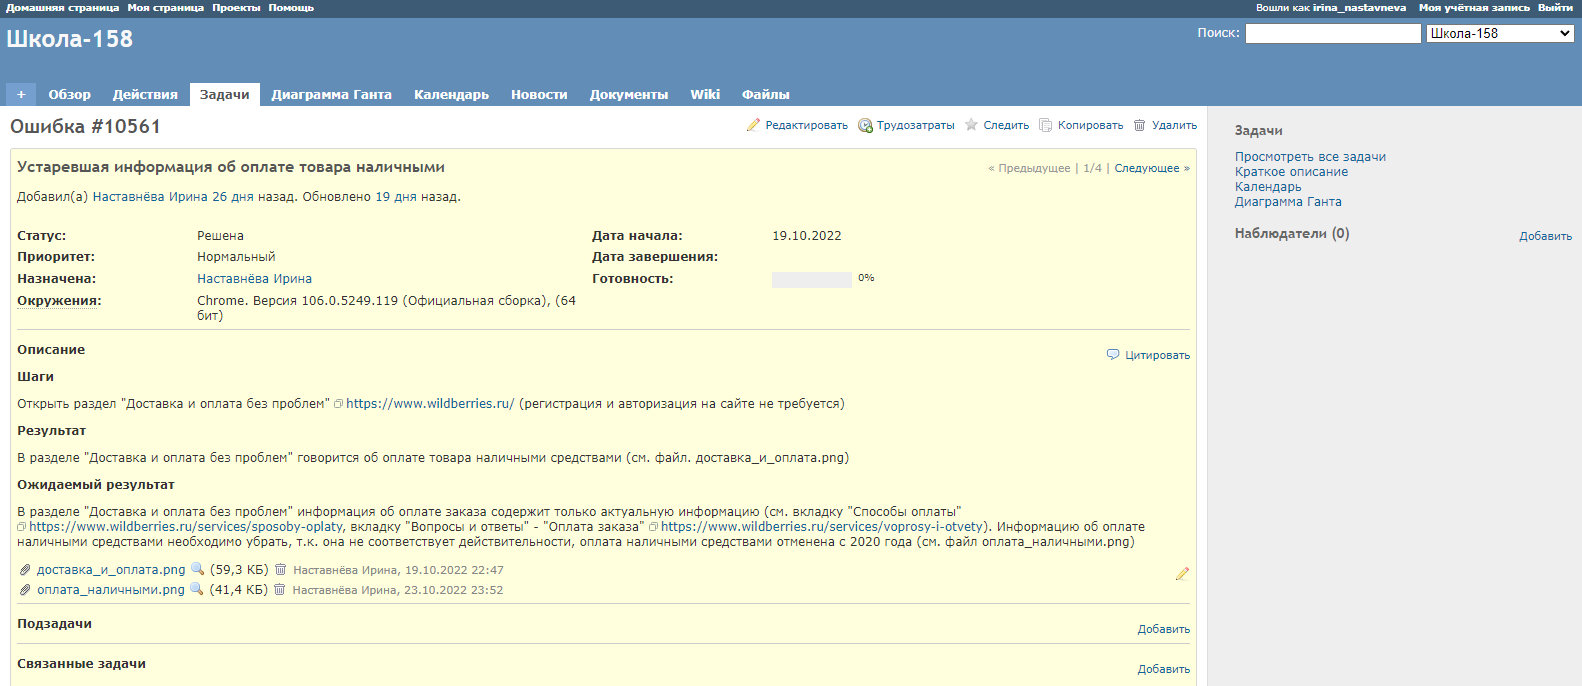 Домашняя страница Моя страница Проекты Помощь Вошли как irina_nastavneva Моя учётная запись Выйти
Школа-158 Поиск: Школа-158
+ Обзор Действия Задачи Диаграмма Ганта Календарь Новости Документы Wiki Файлы
Ошибка #10561 Редактировать Трудозатраты Следить Копировать Удалить
Устаревшая информация об оплате товара наличными « Предыдущее | 1/4 | Следующее »
Добавил(а) Наставнёва Ирина 26 дня назад. Обновлено 19 дня назад.
Статус: Решена Дата начала: 19.10.2022
Приоритет: Нормальный Дата завершения:
Назначена: Наставнёва Ирина Готовность: 0%
Окружения: Chrome. Версия 106.0.5249.119 (Официальная сборка), (64
бит)
Описание Цитировать
Шаги
Открыть раздел "Доставка и оплата без проблем" https://www.wildberries.ru/ (регистрация и авторизация на сайте не требуется)
Результат
В разделе "Доставка и оплата без проблем" говорится об оплате товара наличными средствами (см. файл. доставка_и_оплата.png)
Ожидаемый результат
В разделе "Доставка и оплата без проблем" информация об оплате заказа содержит только актуальную информацию (см. вкладку "Способы оплаты"
https://www.wildberries.ru/services/sposoby-oplaty, вкладку "Вопросы и ответы" - "Оплата заказа" https://www.wildberries.ru/services/voprosy-i-otvety). Информацию об оплате
наличными средствами необходимо убрать, т.к. она не соответствует действительности, оплата наличными средствами отменена с 2020 года (см. файл оплата_наличными.png)
доставка_и_оплата.png (59,3 КБ) Наставнёва Ирина, 19.10.2022 22:47
оплата_наличными.png (41,4 КБ) Наставнёва Ирина, 23.10.2022 23:52
Подзадачи Добавить
Связанные задачи Добавить
Задачи
Просмотреть все задачи
Краткое описание
Календарь
Диаграмма Ганта
Наблюдатели (0) Добавить